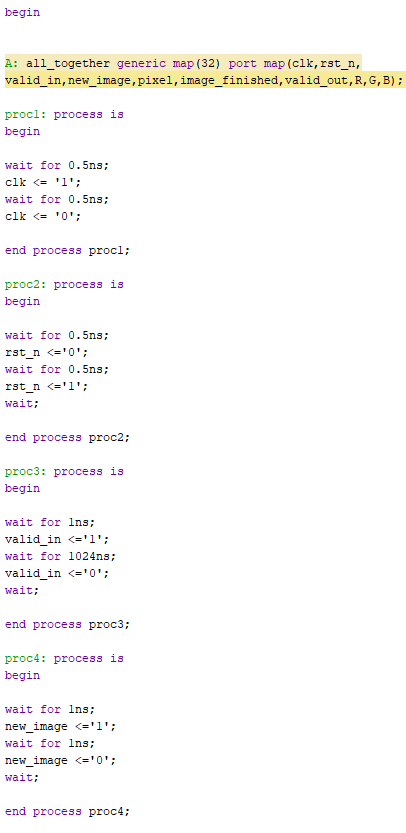 begin
A: all_together generic map(32) port map(clk,rst_n,
valid_in,new_image,pixel,image_finished,valid_out,R,G,B);
proc1: process is
begin
wait for 0.5ns;
clk <= '1';
wait for 0.5ns;
clk <= '0';
end process proc1;
proc2: process is
begin
wait for 0.5ns;
rst_n <='0';
wait for 0.5ns;
rst_n <='1';
wait;
end process proc2;
proc3: process is
begin
wait for 1ns;
valid_in <='1';
wait for 1024ns;
valid_in <='0';
wait;
end process proc3;
proc4: process is
begin
wait for 1ns;
new_image <='1';
wait for 1ns;
new_image <='0';
wait;
end process proc4;